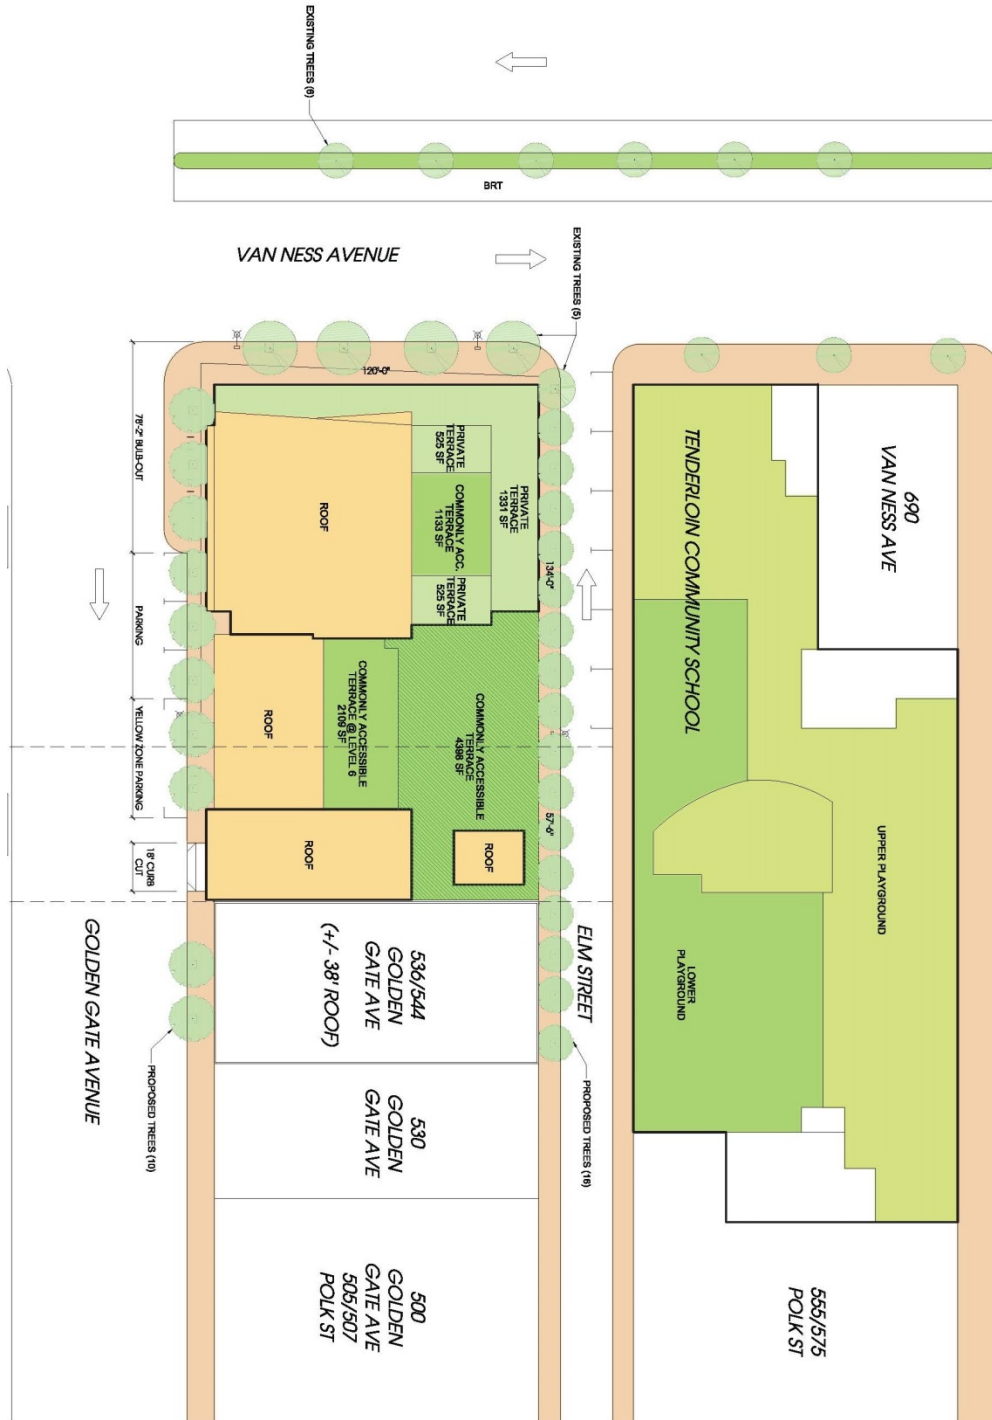 EXISTING TREES (6)
BRT
VAN NESS AVENUE
EXISTING TREES (5)
120'-0"
78'-2" BULB-OUT
PARKING
YELLOW ZONE PARKING
18' CURB
CUT
ROOF
PRIVATE
TERRACE
525 SF
COMMONLY ACC.
TERRACE
1133 SF
PRIVATE
TERRACE
525 SF
PRIVATE
TERRACE
1331 SF
134'-0"
ROOF
COMMONLY ACCESSIBLE
TERRACE @ LEVEL 6
2109 SF
COMMONLY ACCESSIBLE
TERRACE
4398 SF
57'-6"
ROOF
ROOF
TENDERLOIN COMMUNITY SCHOOL
690
VAN NESS AVE
UPPER PLAYGROUND
LOWER
PLAYGROUND
GOLDEN GATE AVENUE
536/544
GOLDEN
GATE AVE
(+/- 38' ROOF)
ELM STREET
PROPOSED TREES (10)
PROPOSED TREES (16)
530
GOLDEN
GATE AVE
500
GOLDEN
GATE AVE
505/507
POLK ST
555/575
POLK ST